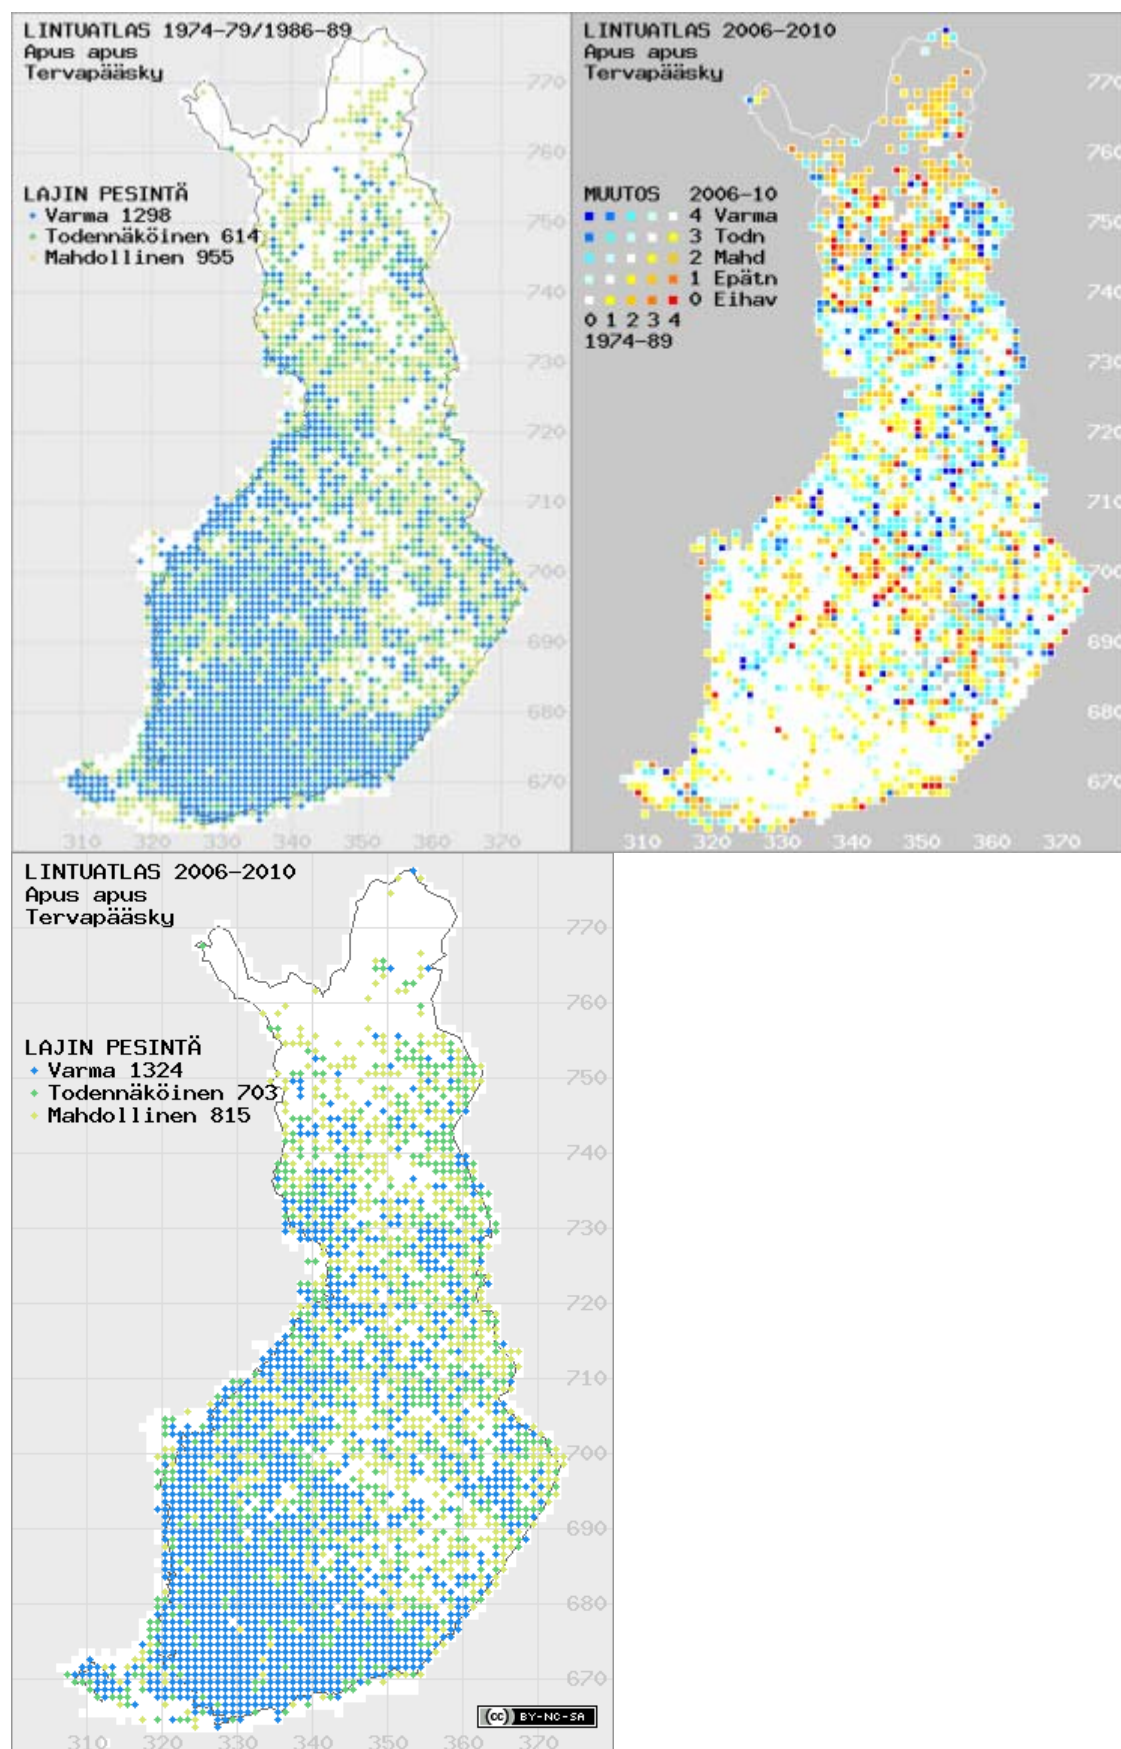 LINTUATLAS 1974-79/1986-89
Apus apus
Tervapääsky
770
760
LAJIN PESINTÄ
Varma 1298
750
Todennäköinen 614
Mahdollinen 955
740
730
720
710
700
690
680
670
310 320 330 340 350 360 370
LINTUATLAS 2006-2010
Apus apus
Tervapääsky
770
760
MUUTOS 2006-10
4 Varma
750
3 Todn
2 Mahd
1 Epätn
740
0 Eihav
0 1 2 3 4
1974-89
730
720
710
700
690
680
670
310 320 330 340 350 360 370
LINTUATLAS 2006-2010
Apus apus
Tervapääsky
770
760
LAJIN PESINTÄ
Varma 1324
750
Todennäköinen 703
Mahdollinen 815
740
730
720
710
700
690
680
670
cc BY-NC-SA
310 320 330 340 350 360 370